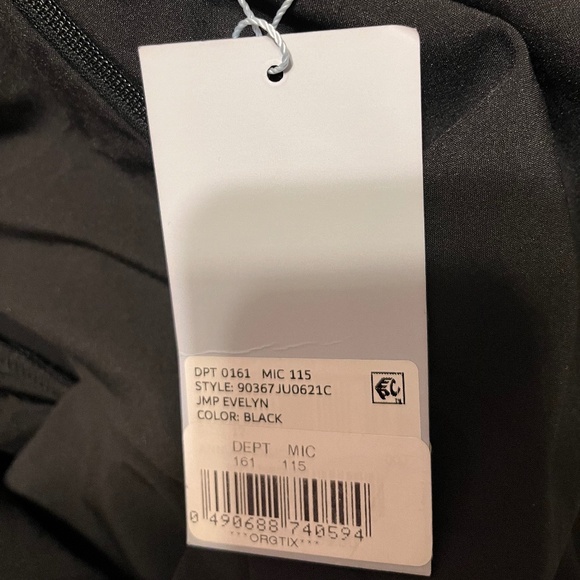 DPT 0161 MIC 115
STYLE: 90367JU0621C
JMP EVELYN
COLOR: BLACK
DEPT MIC
161 115
0 490688 740594
***ORGTIX***